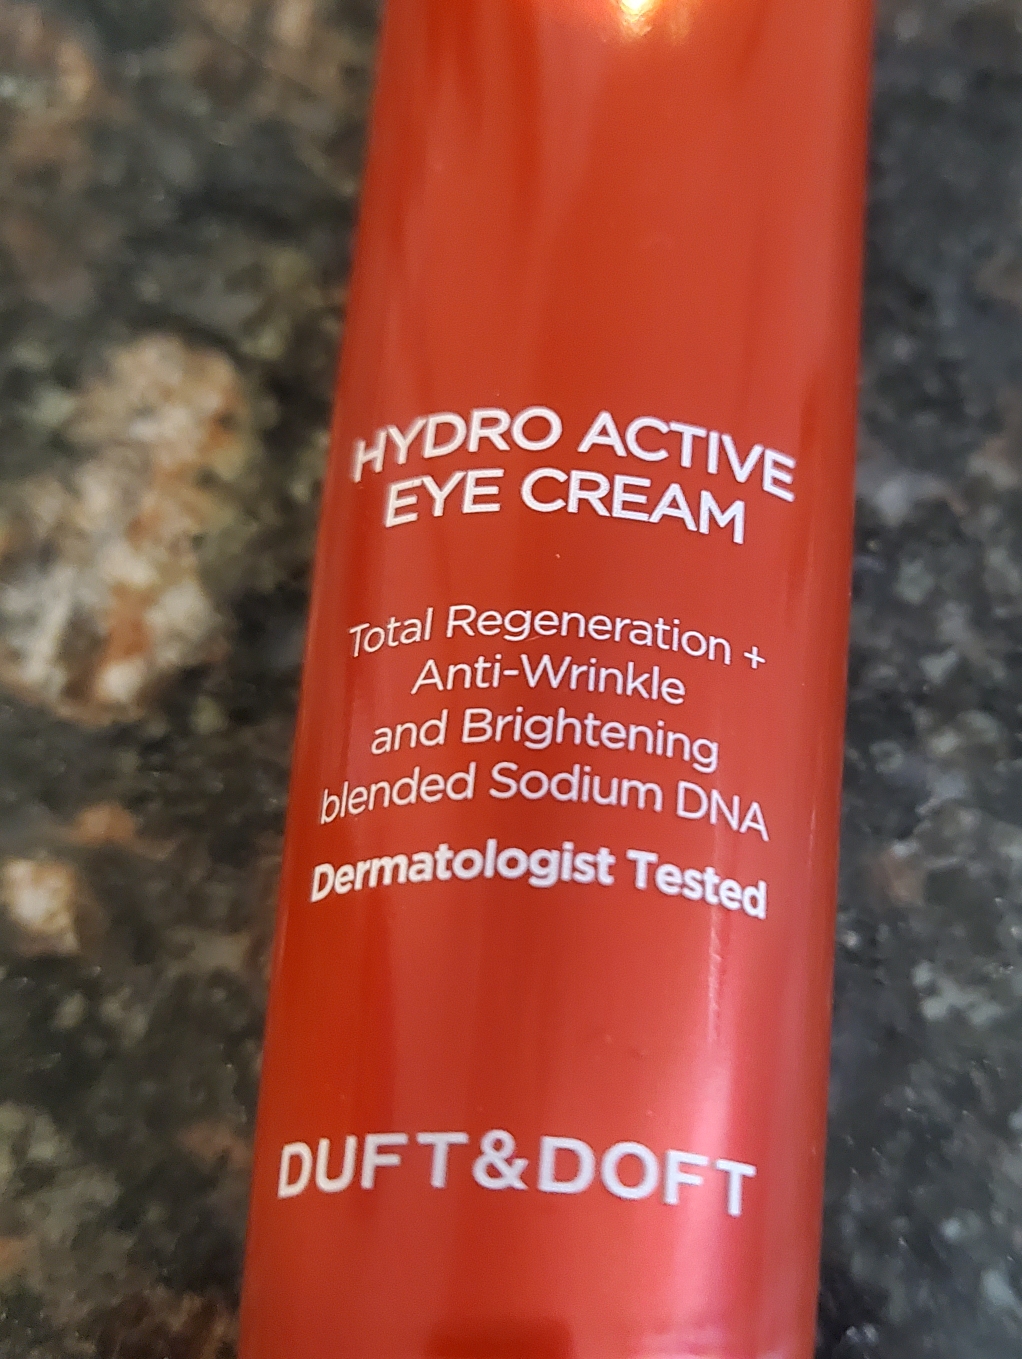 HYDRO ACTIVE
EYE CREAM
Total Regeneration +
Anti-Wrinkle
and Brightening
blended Sodium DNA
Dermatologist Tested
DUFT&DOFT